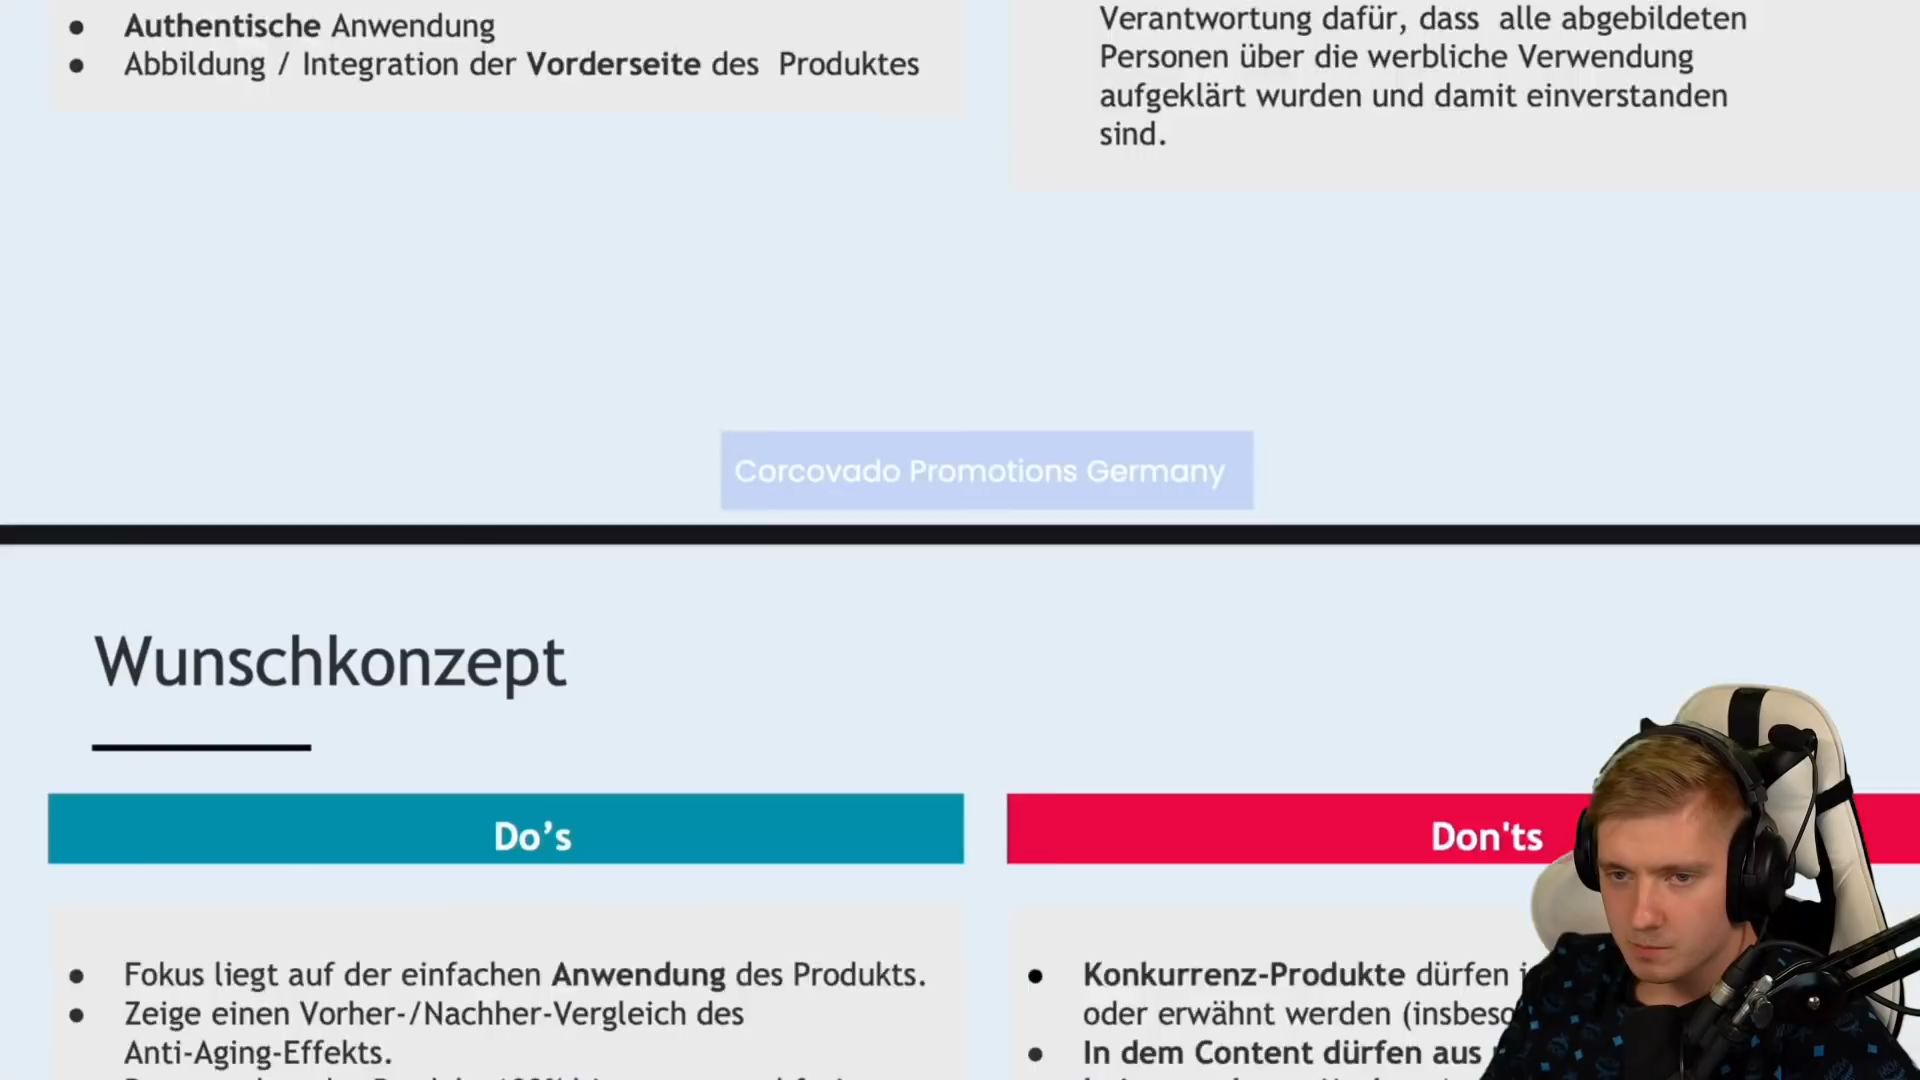 Authentische Anwendung
Abbildung / Integration der Vorderseite des Produktes
Verantwortung dafür, dass alle abgebildeten
Personen über die werbliche Verwendung
aufgeklärt wurden und damit einverstanden
sind.
Corcovado Promotions Germany
Wunschkonzept
Do’s
Fokus liegt auf der einfachen Anwendung des Produkts.
Zeige einen Vorher-/Nachher-Vergleich des
Anti-Aging-Effekts.
Don'ts
Konkurrenz-Produkte dürfen
oder erwähnt werden
In dem Content dürfen aus